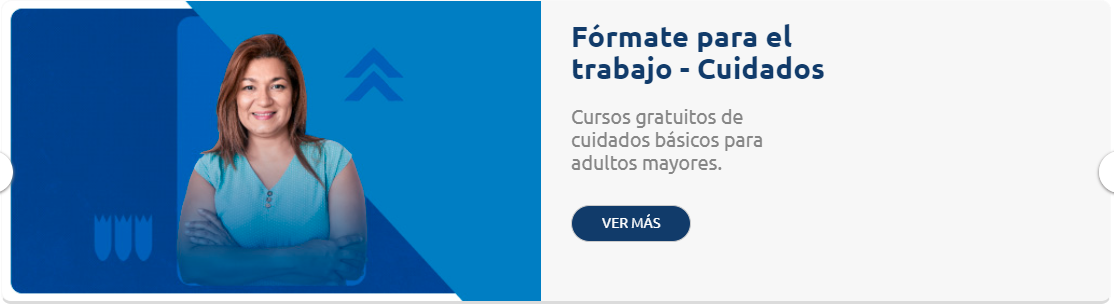 Fórmate para el
trabajo - Cuidados
Cursos gratuitos de
cuidados básicos para
adultos mayores.
VER MÁS